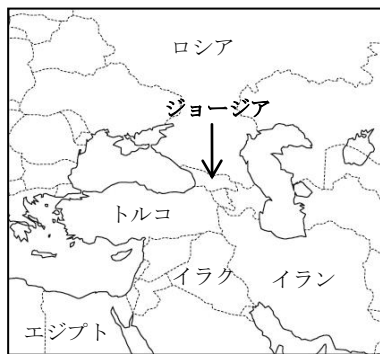 ロシア
ジョージア
トルコ
イラク
イラン
エジプト